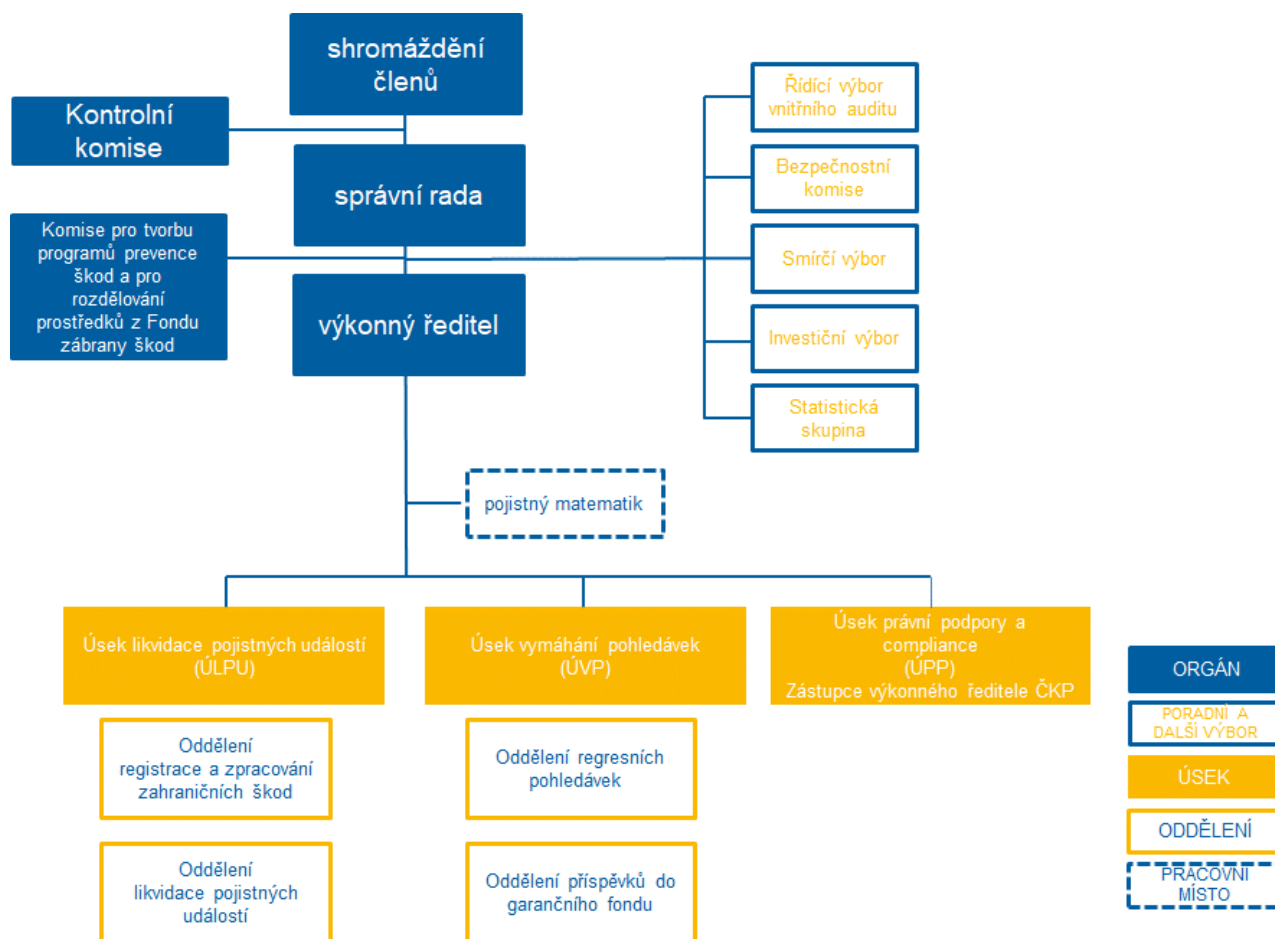 shromáždění
členů
Kontrolní
komise
správní rada
Komise pro tvorbu
programů prevence
škod a pro
rozdělování
prostředků z Fondu
zábrany škod
výkonný ředitel
Řídící výbor
vnitřního auditu
Bezpečnostní
komise
Smírčí výbor
Investiční výbor
Statistická
skupina
pojistný matematik
Úsek likvidace pojistných událostí
(ÚLPU)
Oddělení
registrace a zpracování
zahraničních škod
Oddělení
likvidace pojistných
událostí
Úsek vymáhání pohledávek
(ÚVP)
Oddělení regresních
pohledávek
Oddělení příspěvků do
garančního fondu
Úsek právní podpory a
compliance
(ÚPP)
Zástupce výkonného ředitele ČKP
ORGÁN
PORADNÍ A
DALŠÍ VÝBOR
ÚSEK
ODDĚLENÍ
PRACOVNÍ
MÍSTO